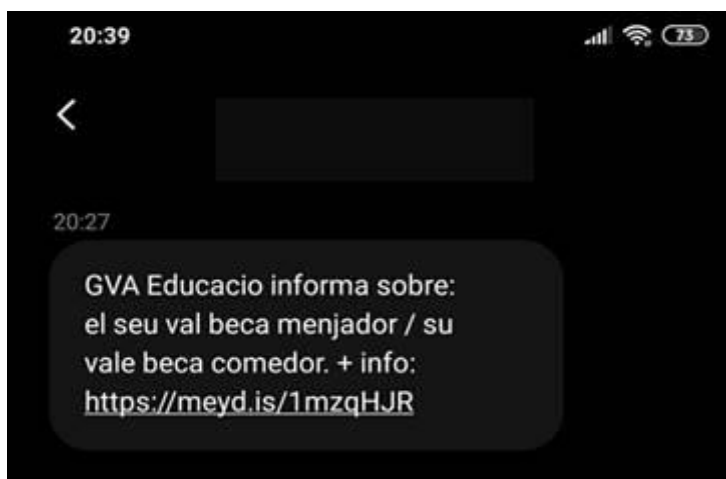 20:39
73
20:27
GVA Educacio informa sobre:
el seu val beca menjador / su
vale beca comedor. + info:
https://meyd.is/1mzqHJR